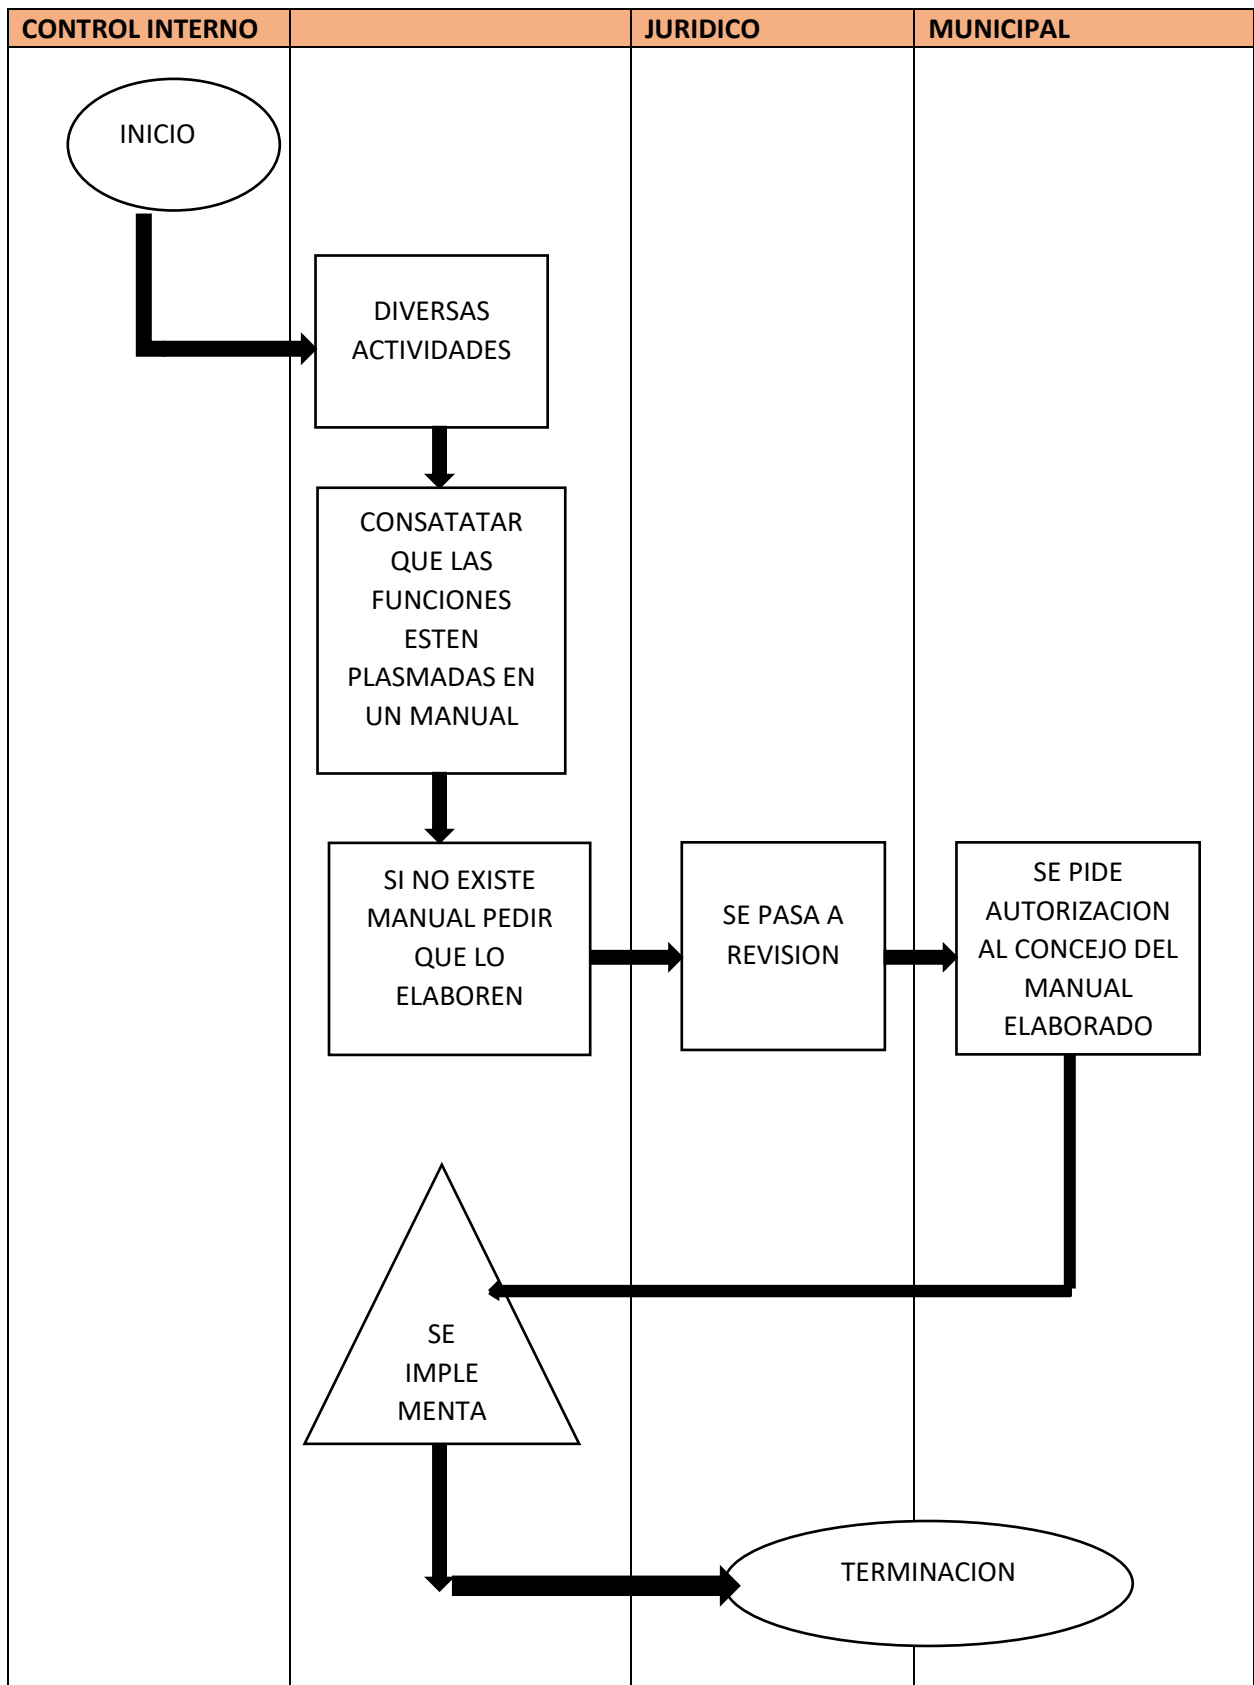 CONTROL INTERNO
JURIDICO
MUNICIPAL
INICIO
DIVERSAS
ACTIVIDADES
CONSATATAR
QUE LAS
FUNCIONES
ESTEN
PLASMADAS EN
UN MANUAL
SI NO EXISTE
MANUAL PEDIR
QUE LO
ELABOREN
SE PASA A
REVISION
SE PIDE
AUTORIZACION
AL CONCEJO DEL
MANUAL
ELABORADO
SE
IMPLE
MENTA
TERMINACION